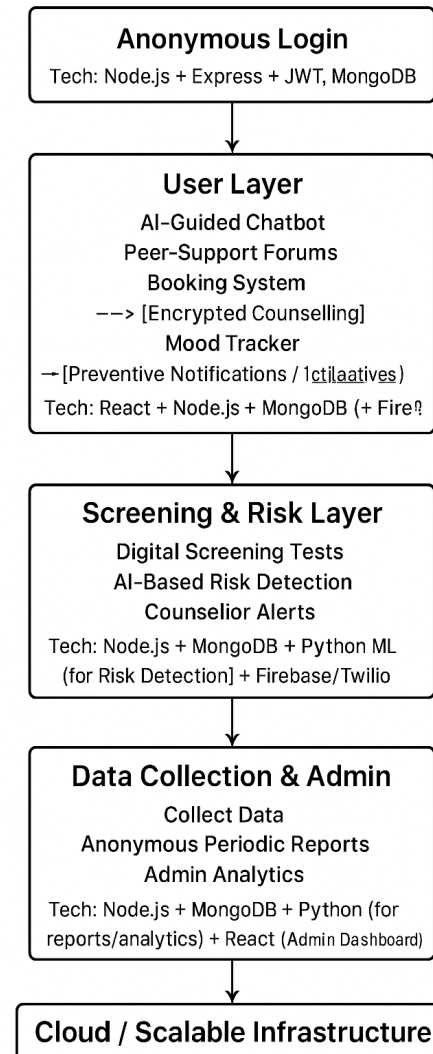 Anonymous Login
Tech: Node.js + Express + JWT, MongoDB
User Layer
AI-Guided Chatbot
Peer-Support Forums
Booking System
--> [Encrypted Counselling]
Mood Tracker
→[Preventive Notifications /
Tech: React + Node.js + MongoDB (+
Screening & Risk Layer
Digital Screening Tests
AI-Based Risk Detection
Counselior Alerts
Tech: Node.js + MongoDB + Python ML
(for Risk Detection] + Firebase/Twilio
Data Collection & Admin
Collect Data
Anonymous Periodic Reports
Admin Analytics
Tech: Node.js + MongoDB + Python (for
reports/analytics) + React (Admin Dashboard)
Cloud / Scalable Infrastructure